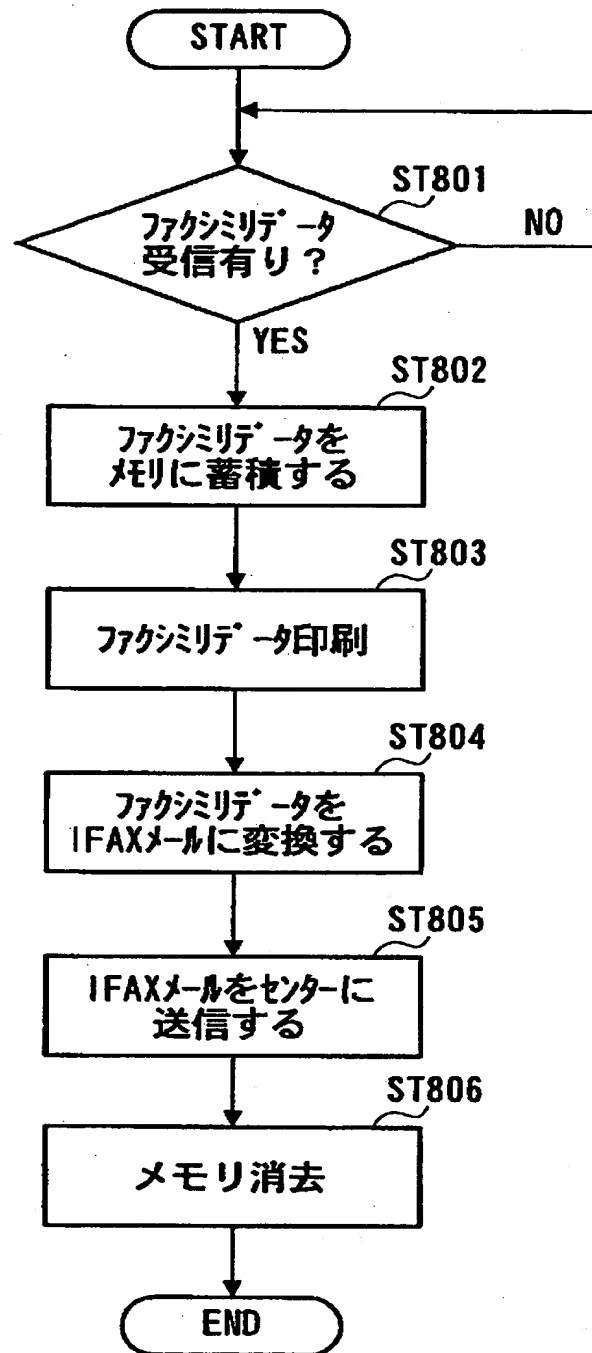 START
ST801
ファクシミリデータ
受信有り？
NO
YES
ST802
ファクシミリデータを
メモリに蓄積する
ST803
ファクシミリデータ印刷
ST804
ファクシミリデータを
IFAXメールに変換する
ST805
IFAXメールをセンターに
送信する
ST806
メモリ消去
END